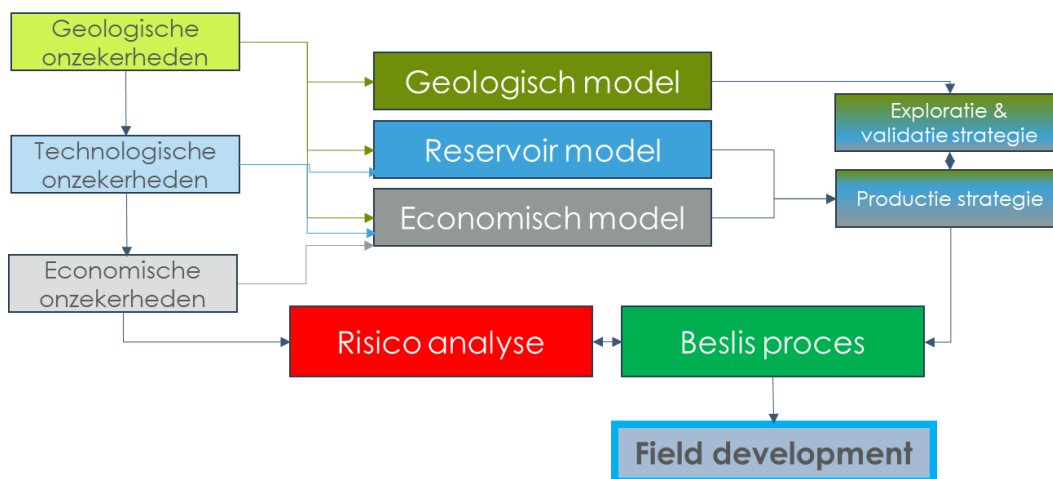 Geologische
onzekerheden
Geologisch model
Exploratie &
validatie strategie
Technologische
onzekerheden
Reservoir model
Productie strategie
Economisch model
Economische
onzekerheden
Risico analyse
Beslis proces
Field development